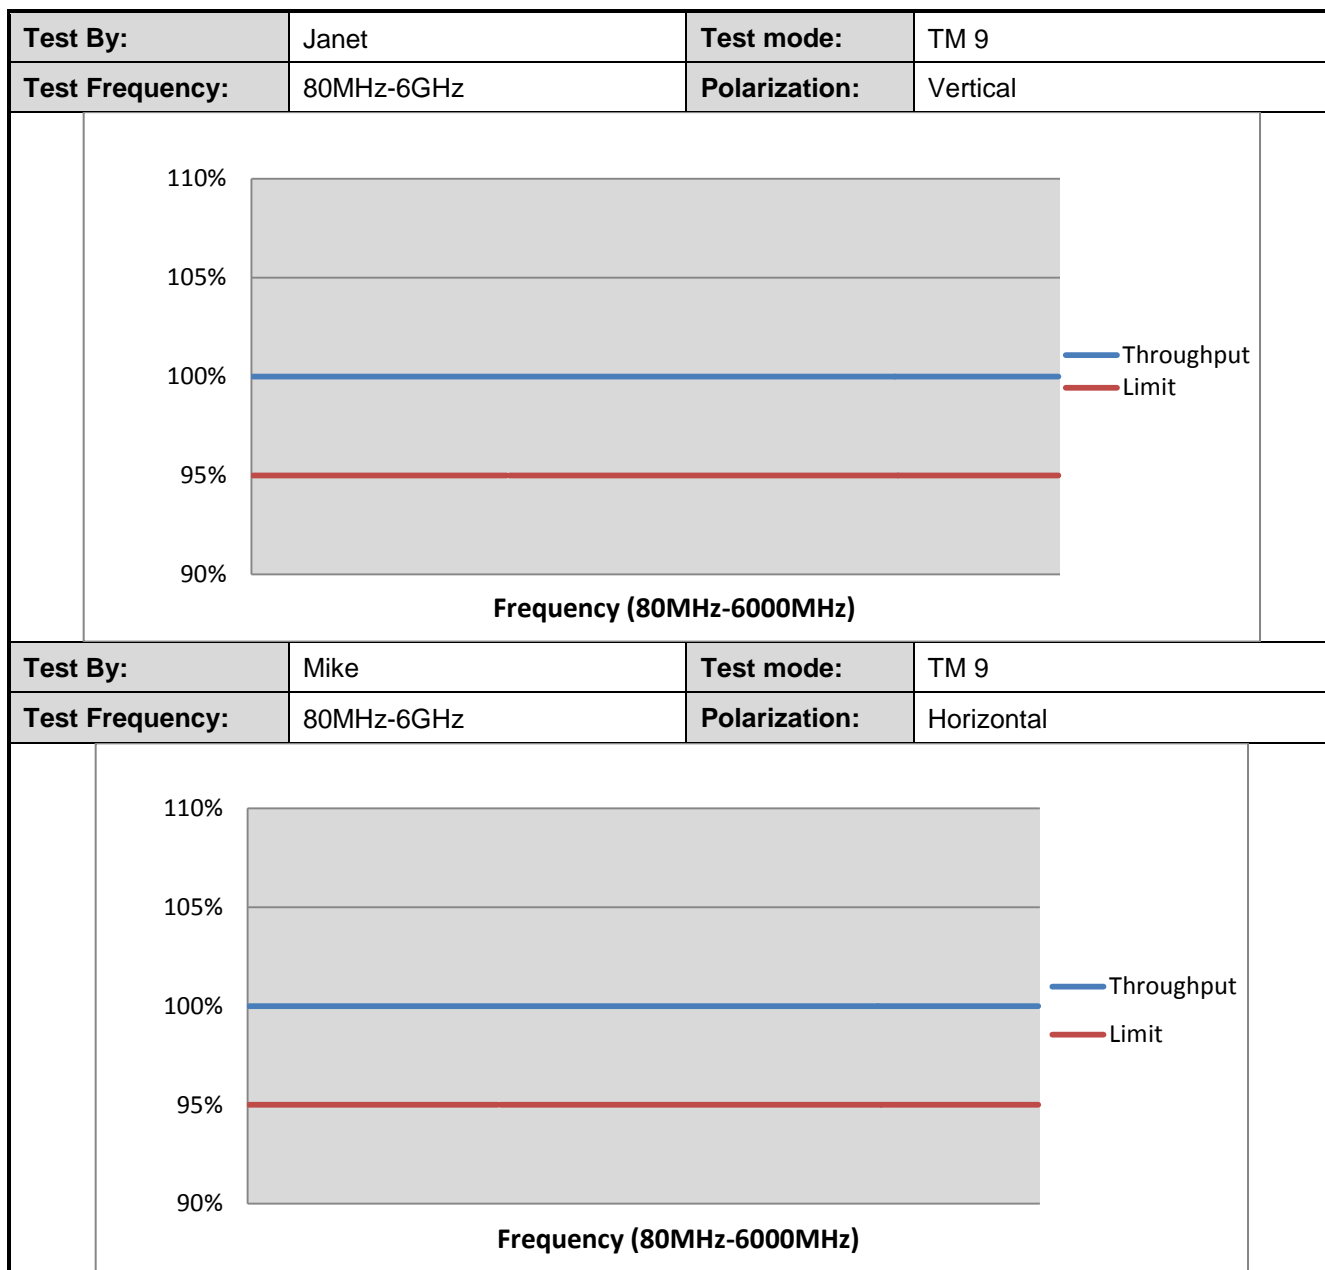 Test By: Janet Test mode: TM 9
Test Frequency: 80MHz-6GHz Polarization: Vertical
110%
105%
100%
95%
90%
Throughput
Limit
Frequency (80MHz-6000MHz)
Test By: Mike Test mode: TM 9
Test Frequency: 80MHz-6GHz Polarization: Horizontal
110%
105%
100%
95%
90%
Throughput
Limit
Frequency (80MHz-6000MHz)